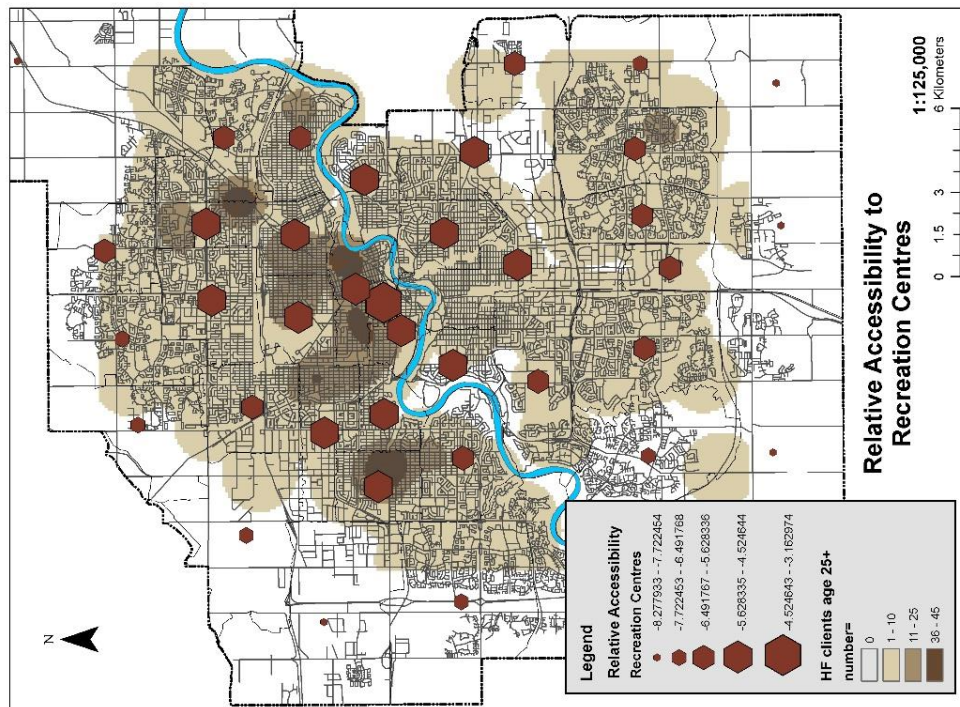 N
Relative Accessibility to
Recreation Centres
1:125,000
0 1.5 3 6 Kilometers
Legend
Relative Accessibility
Recreation Centres
-8.277933 - -7.722454
-7.722453 - -6.491768
-6.491767 - -5.628336
-5.628335 - -4.524644
-4.524643 - -3.162974
HF clients age 25+
number=
0
1 - 10
11 - 25
36 - 45